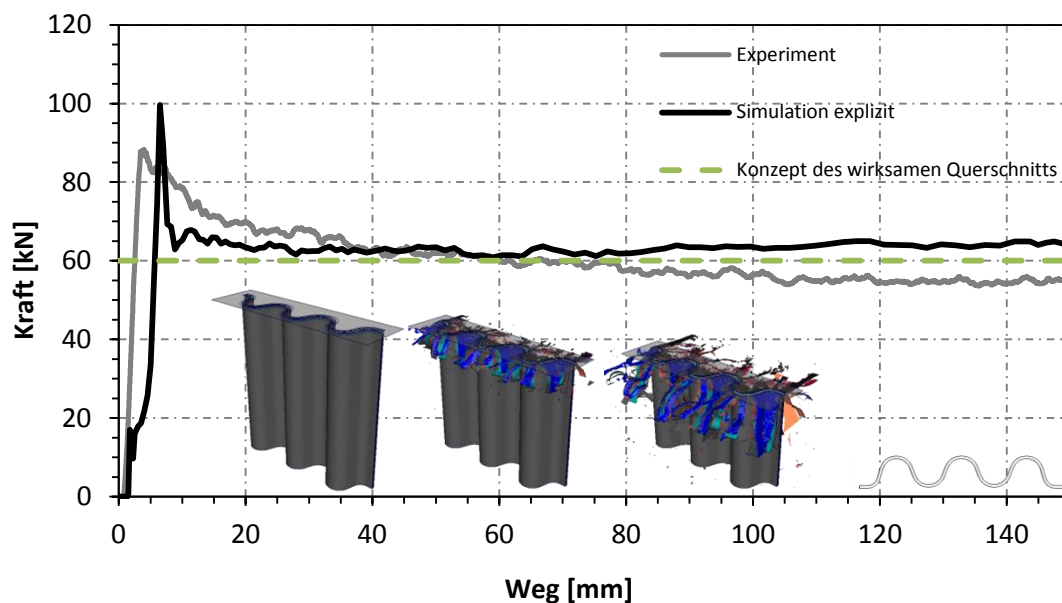 120
100
80
60
40
20
0
Kraft [kN]
Experiment
Simulation explizit
Konzept des wirksamen Querschnitts
0 20 40 60 80 100 120 140
Weg [mm]